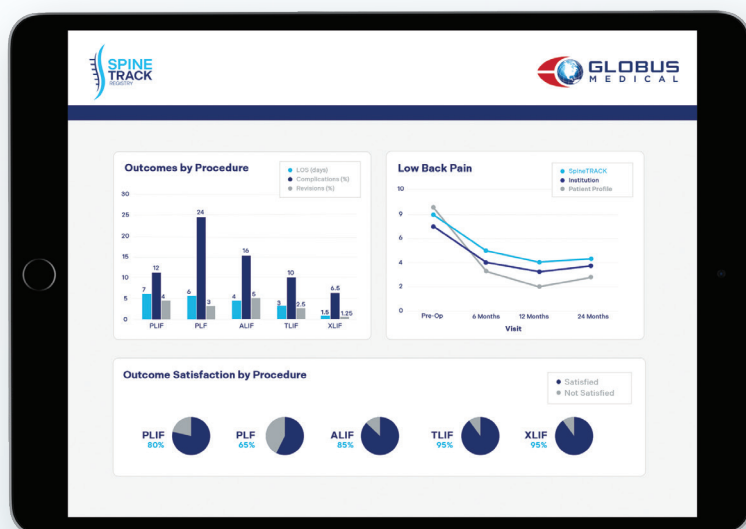 SPINE
TRACK
REGISTRY
GLOBUS
MEDICAL
Outcomes by Procedure
LOS (days)
Complications (%)
Revisions (%)
30
25
20
15
10
5
0
7
12
4
6
24
3
4
16
5
3
10
2.5
1.5
6.5
1.25
PLIF
PLF
ALIF
TLIF
XLIF
Low Back Pain
SpineTRACK
Institution
Patient Profile
10
9
6
4
2
0
Pre-Op
6 Months
12 Months
24 Months
Visit
Outcome Satisfaction by Procedure
Satisfied
Not Satisfied
PLIF
80%
PLF
65%
ALIF
85%
TLIF
95%
XLIF
95%